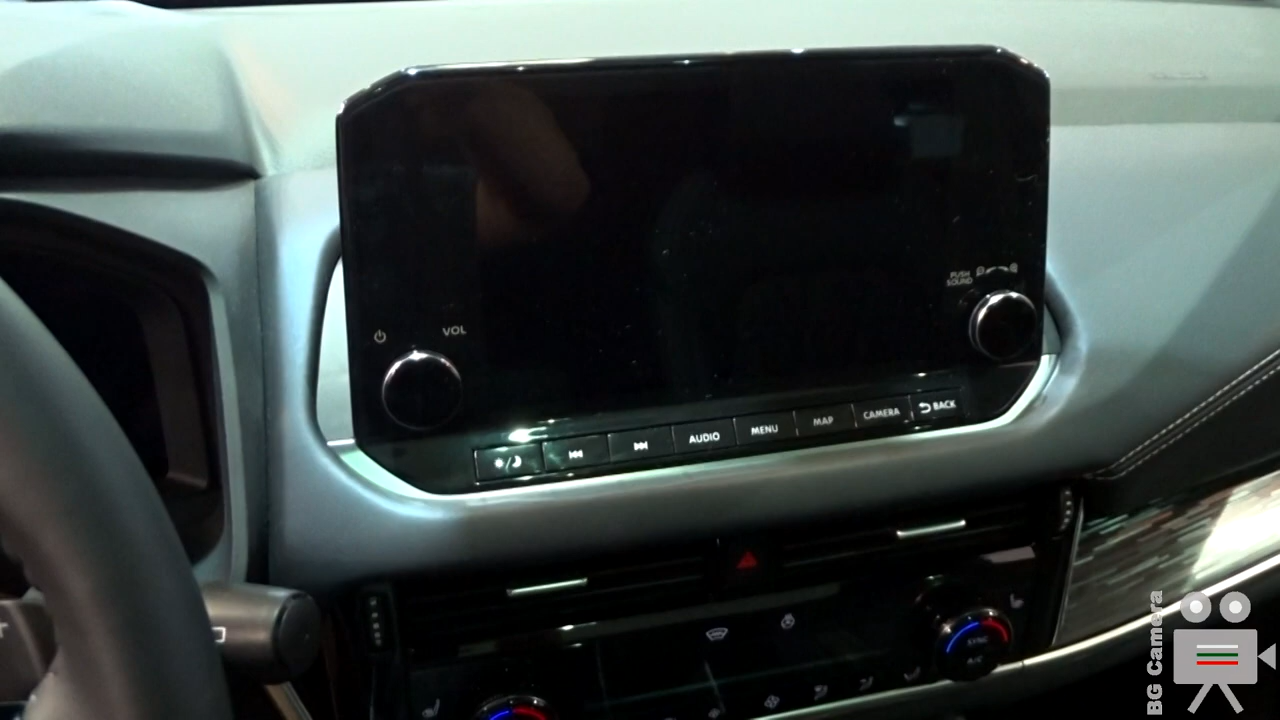 PUSH
SOUND
VOL
AUDIO
MENU
MAP
CAMERA
BACK
SYNC
A/C
BG Camera